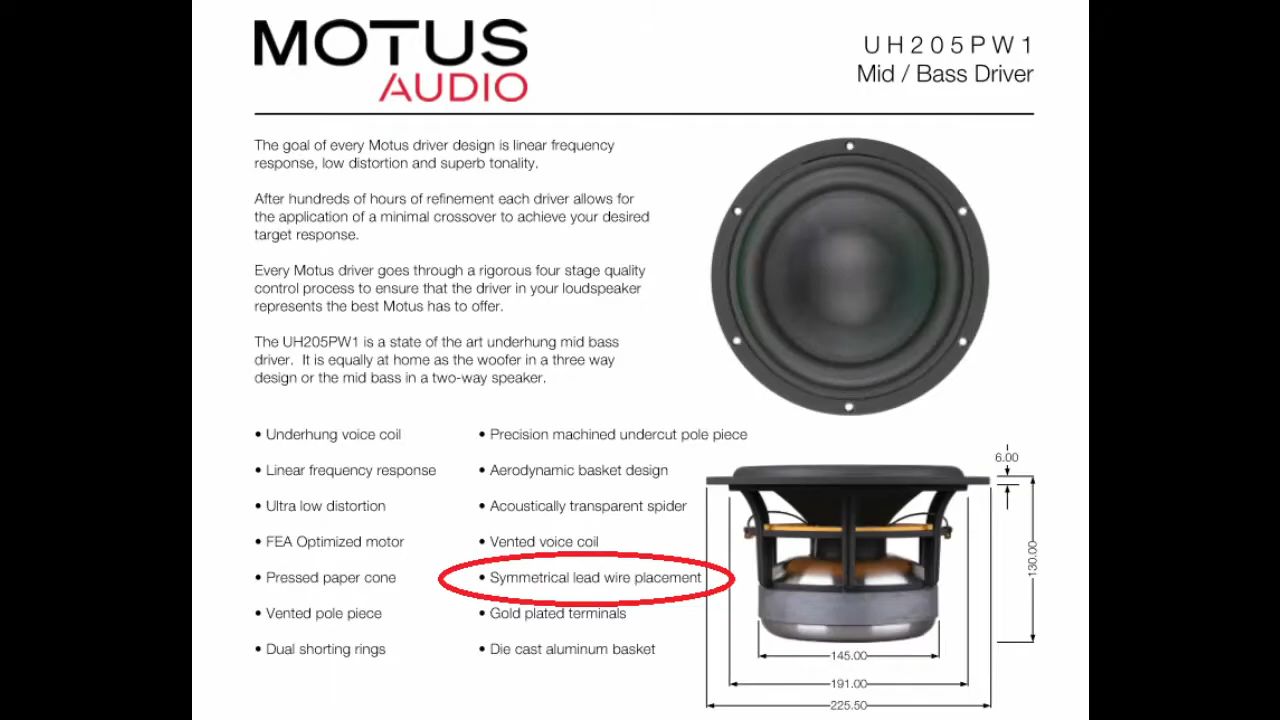 MOTUS
AUDIO
UH205PW1
Mid / Bass Driver
The goal of every Motus driver design is linear frequency
response, low distortion and superb tonality.
After hundreds of hours of refinement each driver allows for
the application of a minimal crossover to achieve your desired
target response.
Every Motus driver goes through a rigorous four stage quality
control process to ensure that the driver in your loudspeaker
represents the best Motus has to offer.
The UH205PW1 is a state of the art underhung mid bass
driver. It is equally at home as the woofer in a three way
design or the mid bass in a two-way speaker.
• Underhung voice coil
• Linear frequency response
• Ultra low distortion
• FEA Optimized motor
• Pressed paper cone
• Vented pole piece
• Dual shorting rings
• Precision machined undercut pole piece
• Aerodynamic basket design
• Acoustically transparent spider
• Vented voice coil
• Symmetrical lead wire placement
• Gold plated terminals
• Die cast aluminum basket
6.00
130.00
145.00
191.00
225.50